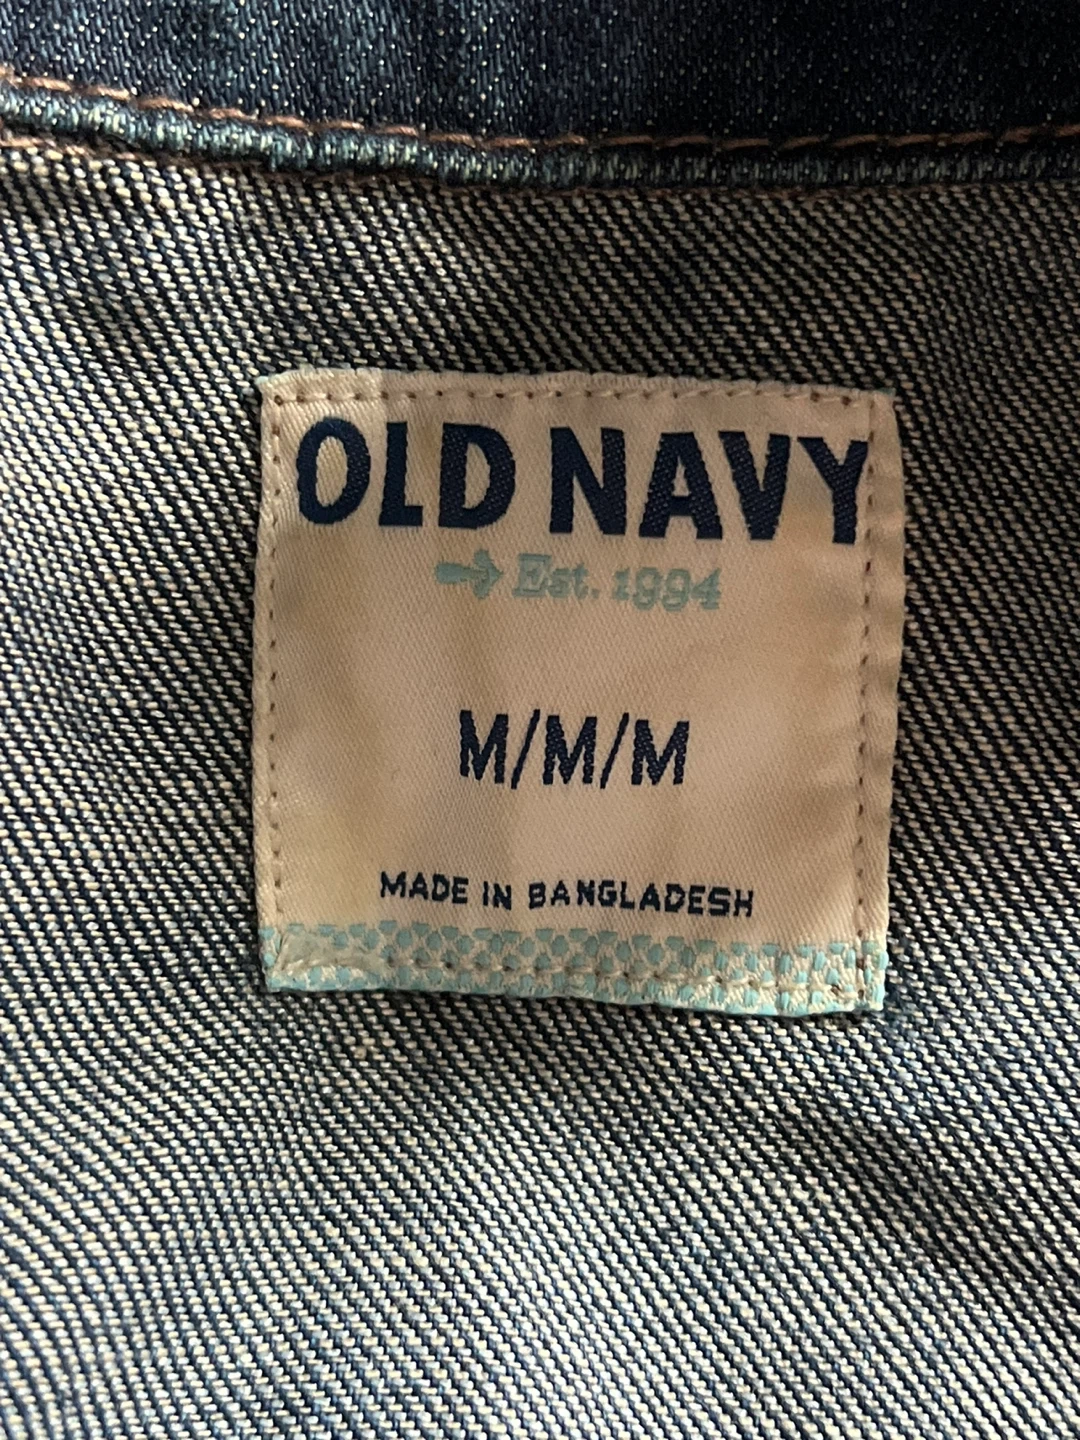 OLD NAVY
Est. 1994
M/M/M
MADE IN BANGLADESH